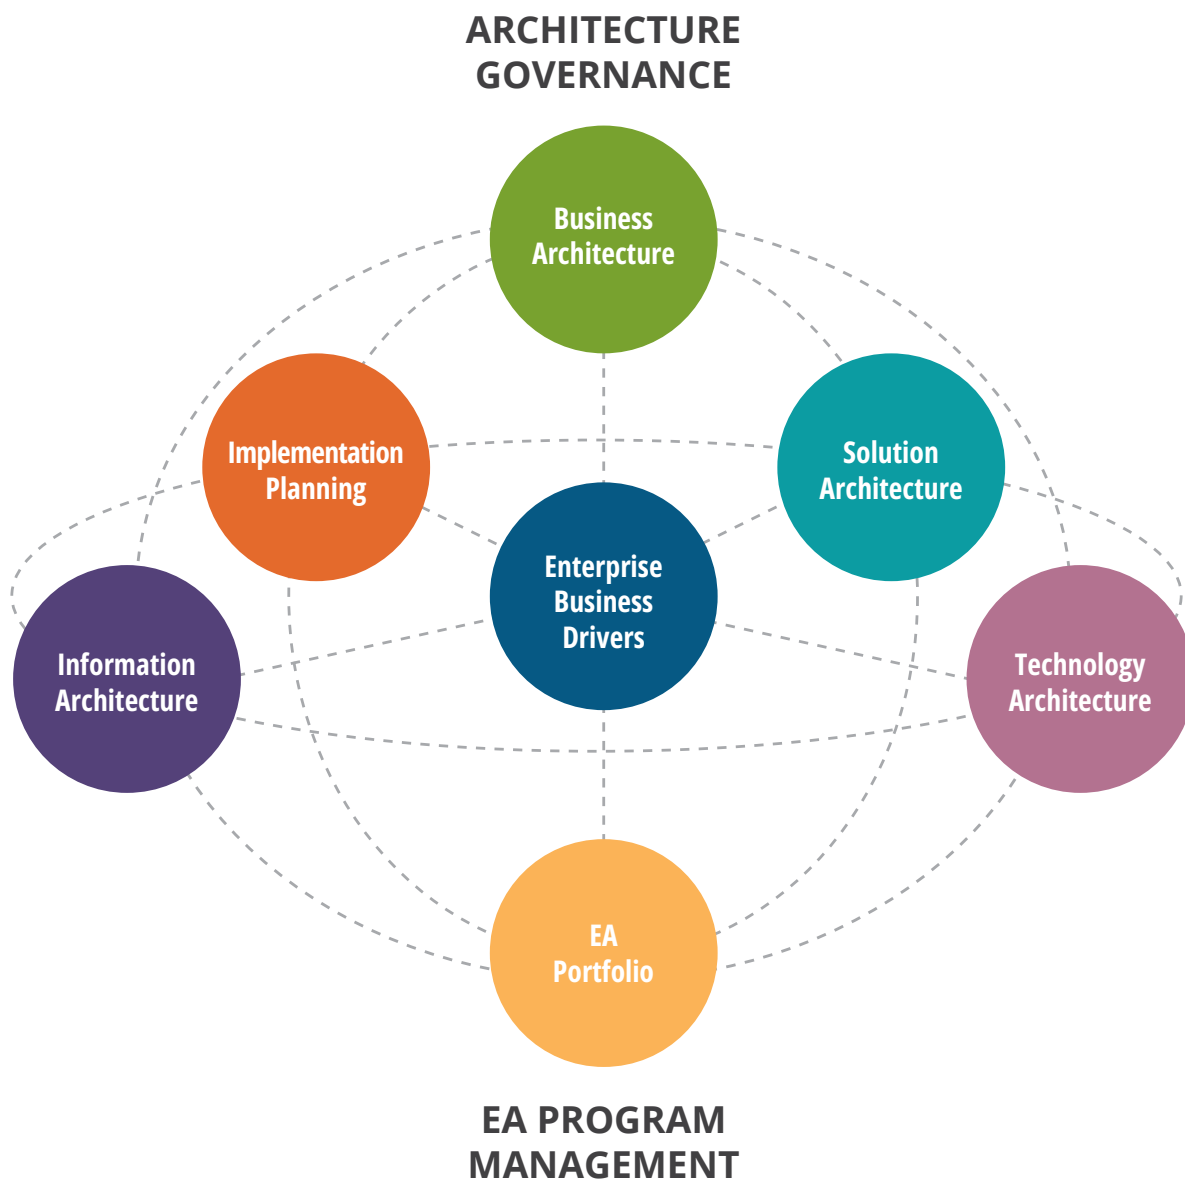 ARCHITECTURE
GOVERNANCE
Business
Architecture
Implementation
Planning
Solution
Architecture
Enterprise
Business
Drivers
Information
Architecture
Technology
Architecture
EA
Portfolio
EA PROGRAM
MANAGEMENT